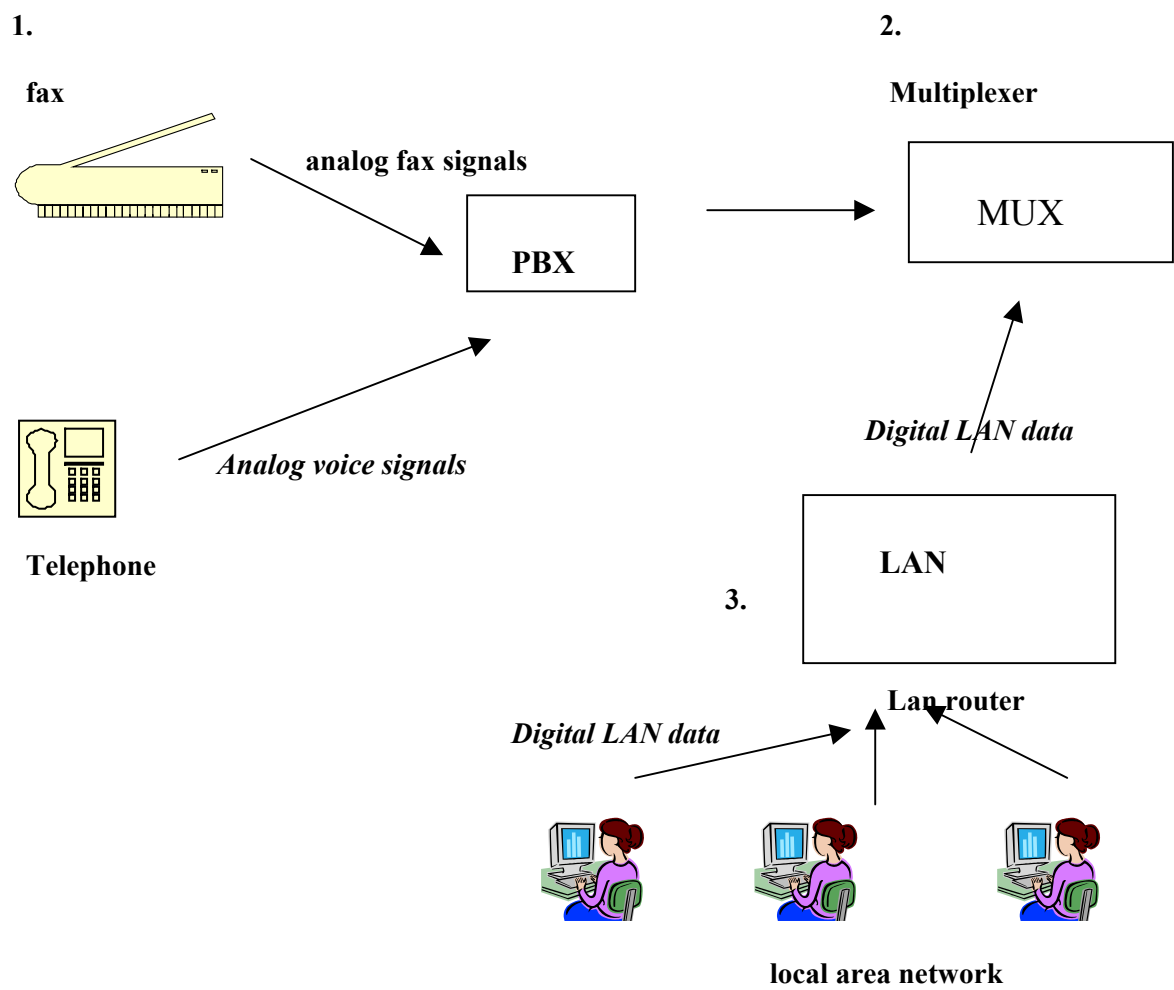 1.
2.
fax
Multiplexer
analog fax signals
MUX
PBX
Digital LAN data
Analog voice signals
LAN
Telephone
3.
Lan router
Digital LAN data
local area network